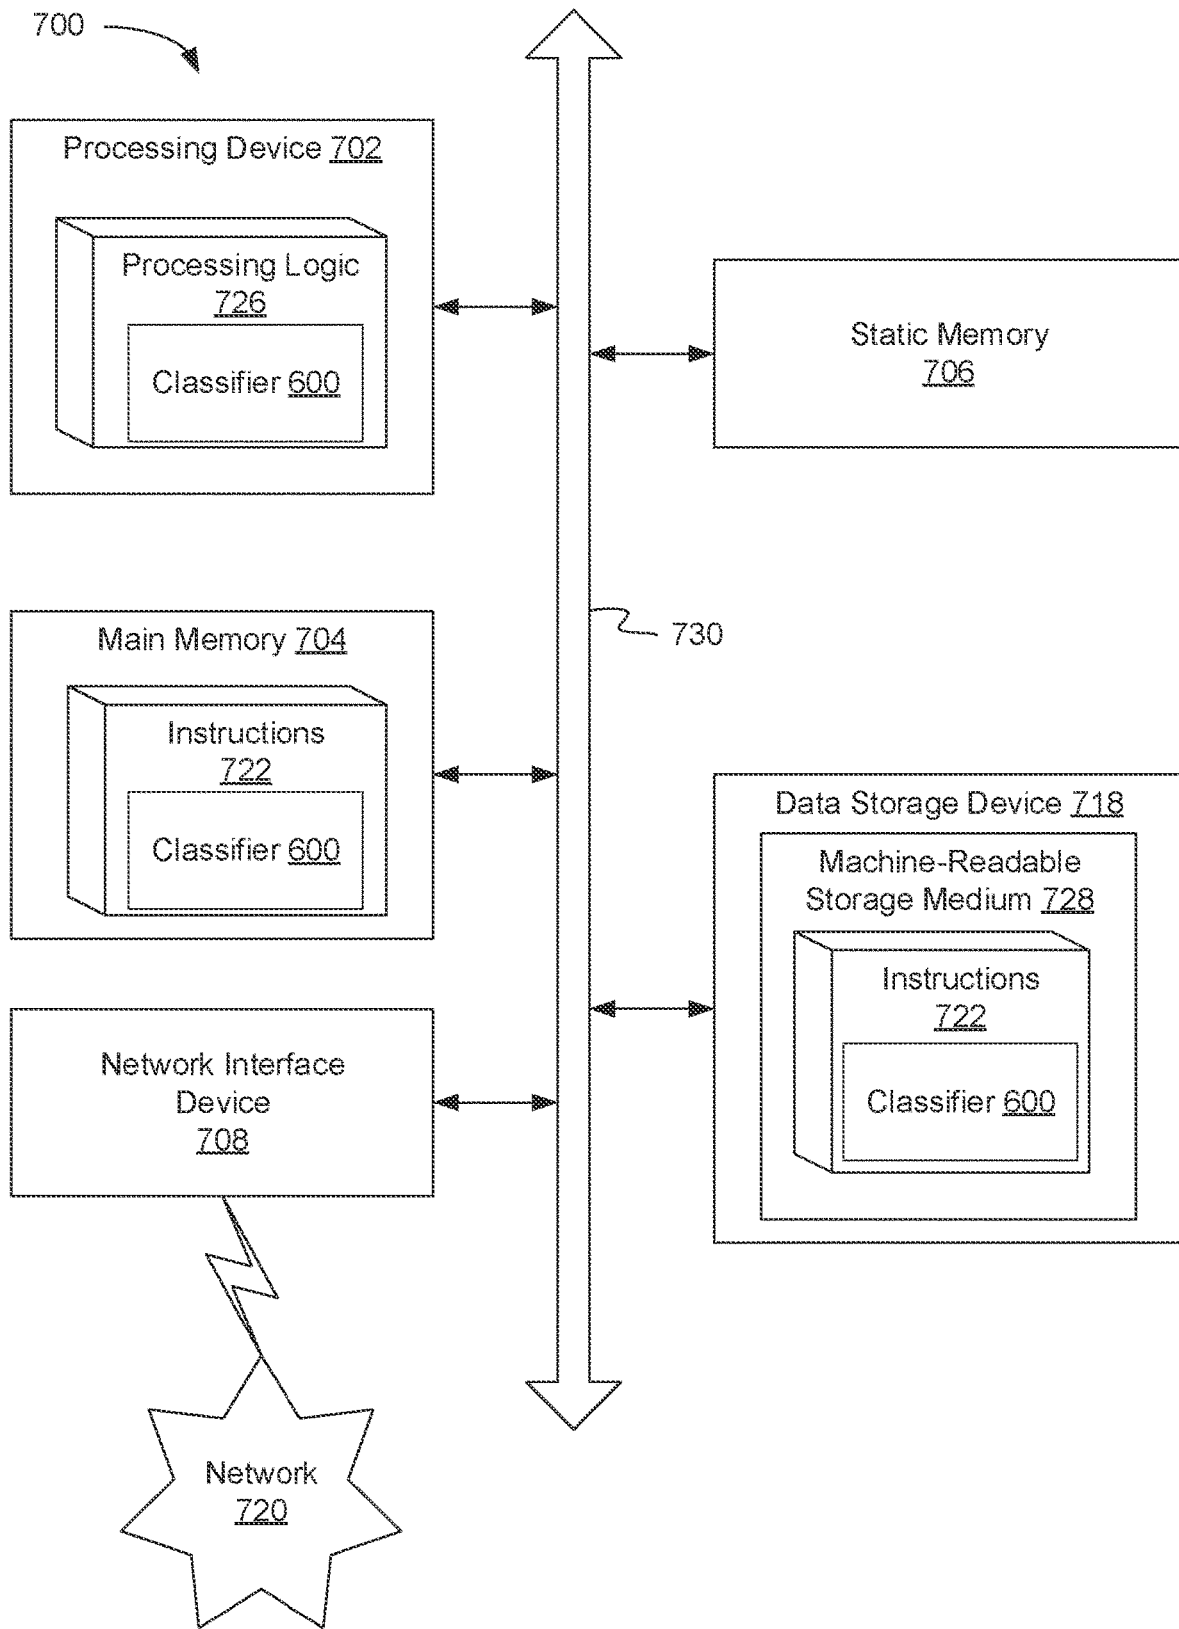 700
Processing Device 702
Processing Logic
726
Classifier 600
Static Memory
706
Main Memory 704
Instructions
722
Classifier 600
730
Data Storage Device 718
Machine-Readable
Storage Medium 728
Instructions
722
Classifier 600
Network Interface
Device
708
Network
720